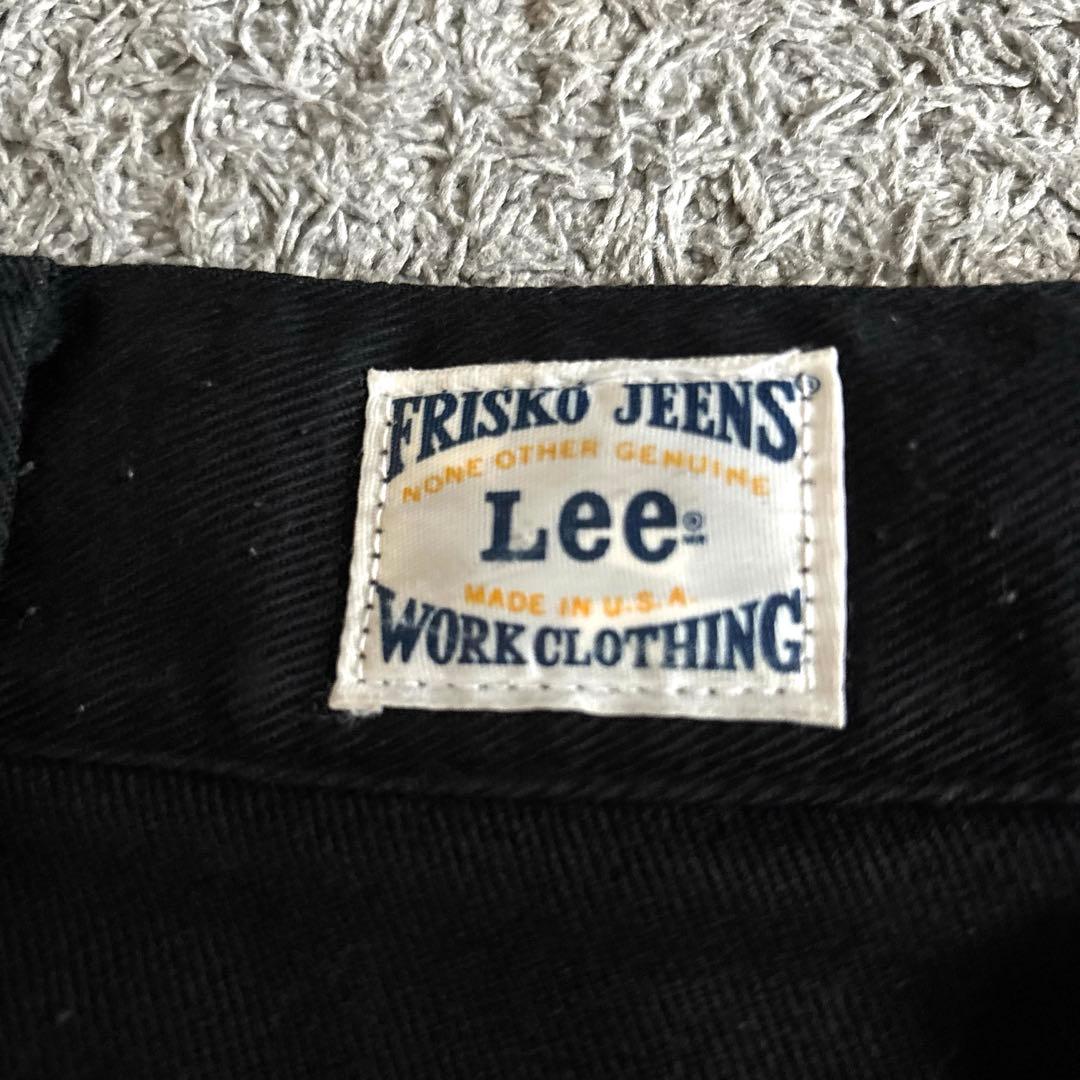 FRISKO JEENS®
NONE OTHER GENUINE
Lee®
MADE IN U.S.A.
WORK CLOTHING